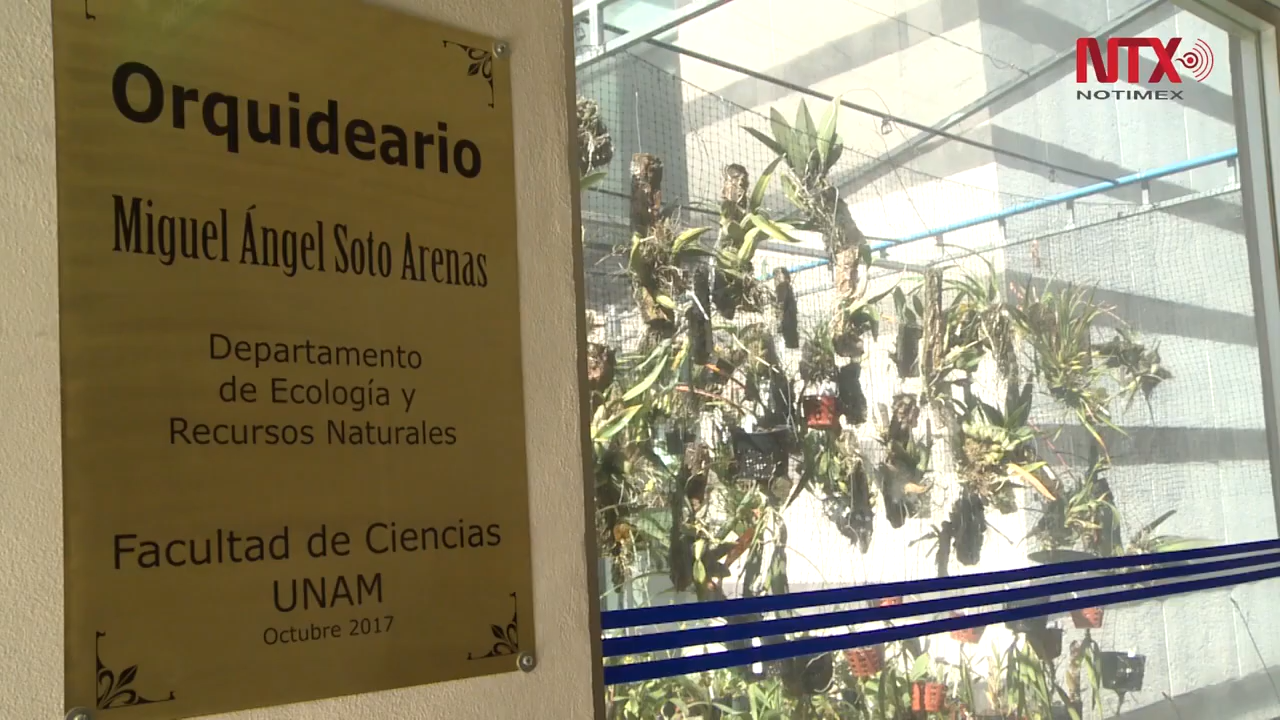 Orquideario
Miguel Ángel Soto Arenas
Departamento
de Ecología y
Recursos Naturales
Facultad de Ciencias
UNAM
Octubre 2017
NTX
NOTIMEX